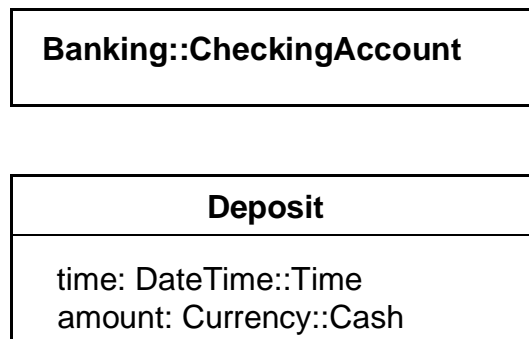 Banking::CheckingAccount
Deposit
time: DateTime::Time
amount: Currency::Cash